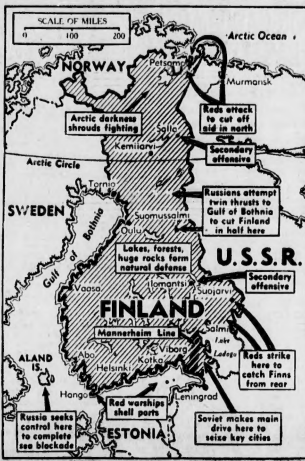 SCALE OF MILES
0 100 200
Arctic Ocean
NORWAY
Petsamo
Murmansk
Reds attack
to cut off
aid in north
Arctic darkness
shrouds fighting
Salla
Kemijarvi
Secondary
offensive
Arctic Circle
Tornio
Russians attempt
twin thrusts to
Gulf of Bothnia
to cut Finland
in half here
SWEDEN
Suomussalmi
Oulu
Gulf of Bothnia
Lakes, forests,
huge rocks form
natural defense
U.S.S.R.
Secondary
offensive
Vaasa
Ilomantsi
Suojarvi
FINLAND
Mannerheim Line
Salmi
Lake
Ladoga
ALAND
IS.
Abo
Viborg
Helsinki
Kotka
Reds strike
here to
catch Finns
from rear
Hango
Leningrad
Russia seeks
control here
to complete
sea blockade
Red warships
shell ports
ESTONIA
Soviet makes main
drive here to
seize key cities